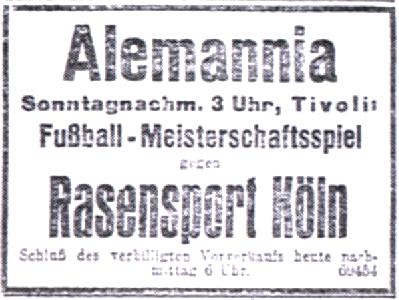 Alemannia
Sonntagnachm. 3 Uhr, Tivoli:
Fußball-Meisterschaftsspiel
gegen
Rasensport Köln
Schluß des verbilligten Vorverkaufs heute nach-
mittag 6 Uhr. 69454